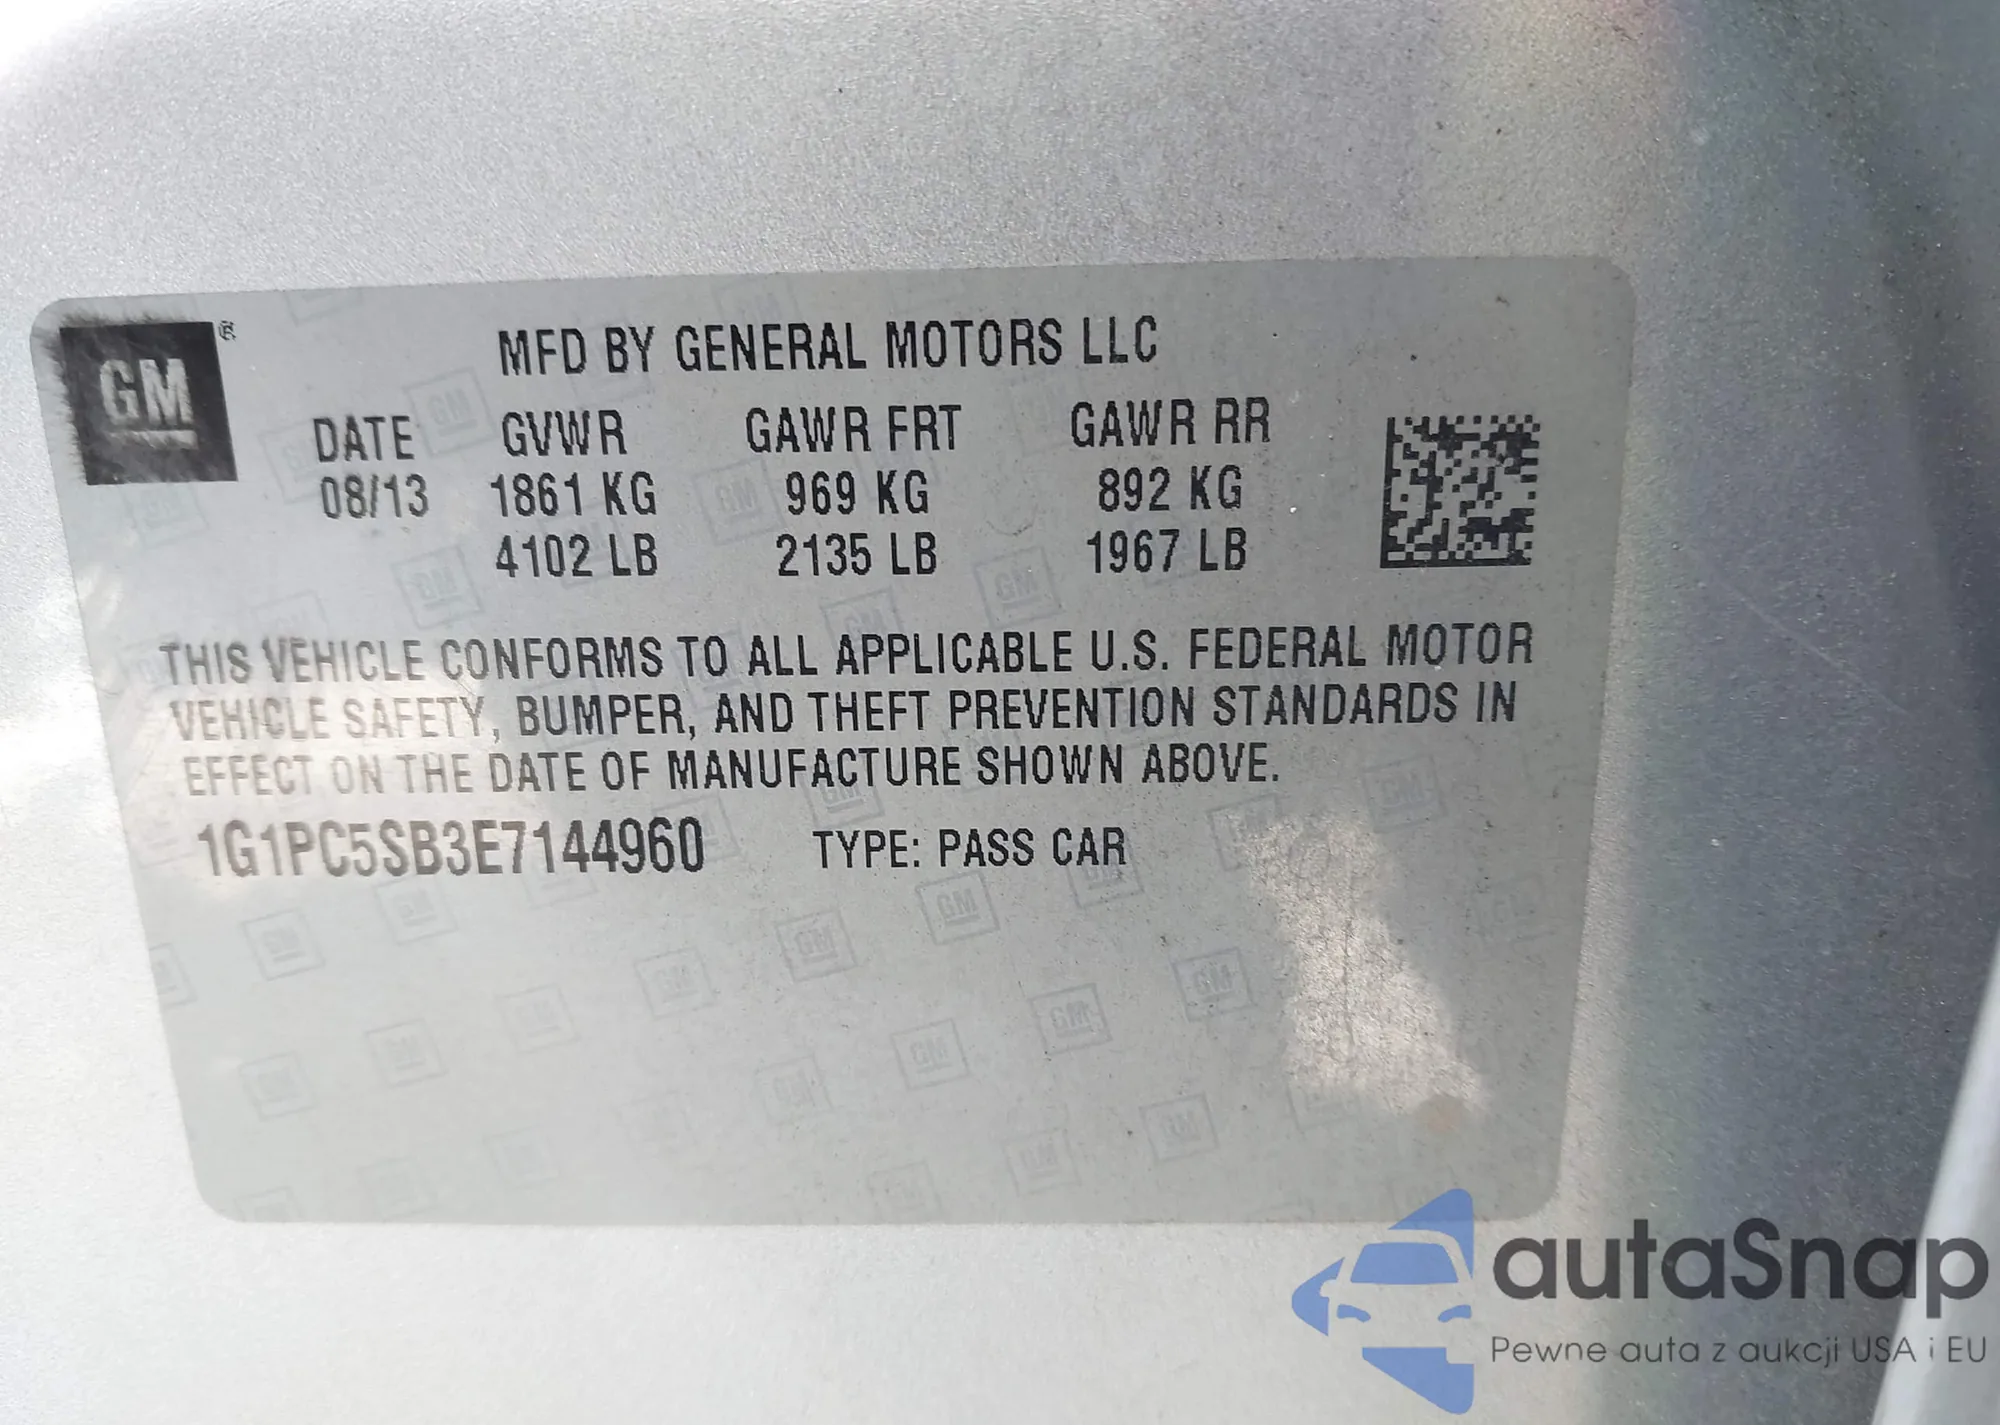 GM ®
MFD BY GENERAL MOTORS LLC
DATE GVWR GAWR FRT GAWR RR
08/13 1861 KG 969 KG 892 KG
4102 LB 2135 LB 1967 LB
THIS VEHICLE CONFORMS TO ALL APPLICABLE U.S. FEDERAL MOTOR
VEHICLE SAFETY, BUMPER, AND THEFT PREVENTION STANDARDS IN
EFFECT ON THE DATE OF MANUFACTURE SHOWN ABOVE.
1G1PC5SB3E7144960 TYPE: PASS CAR
autaSnap
Pewne auta z aukcji USA i EU